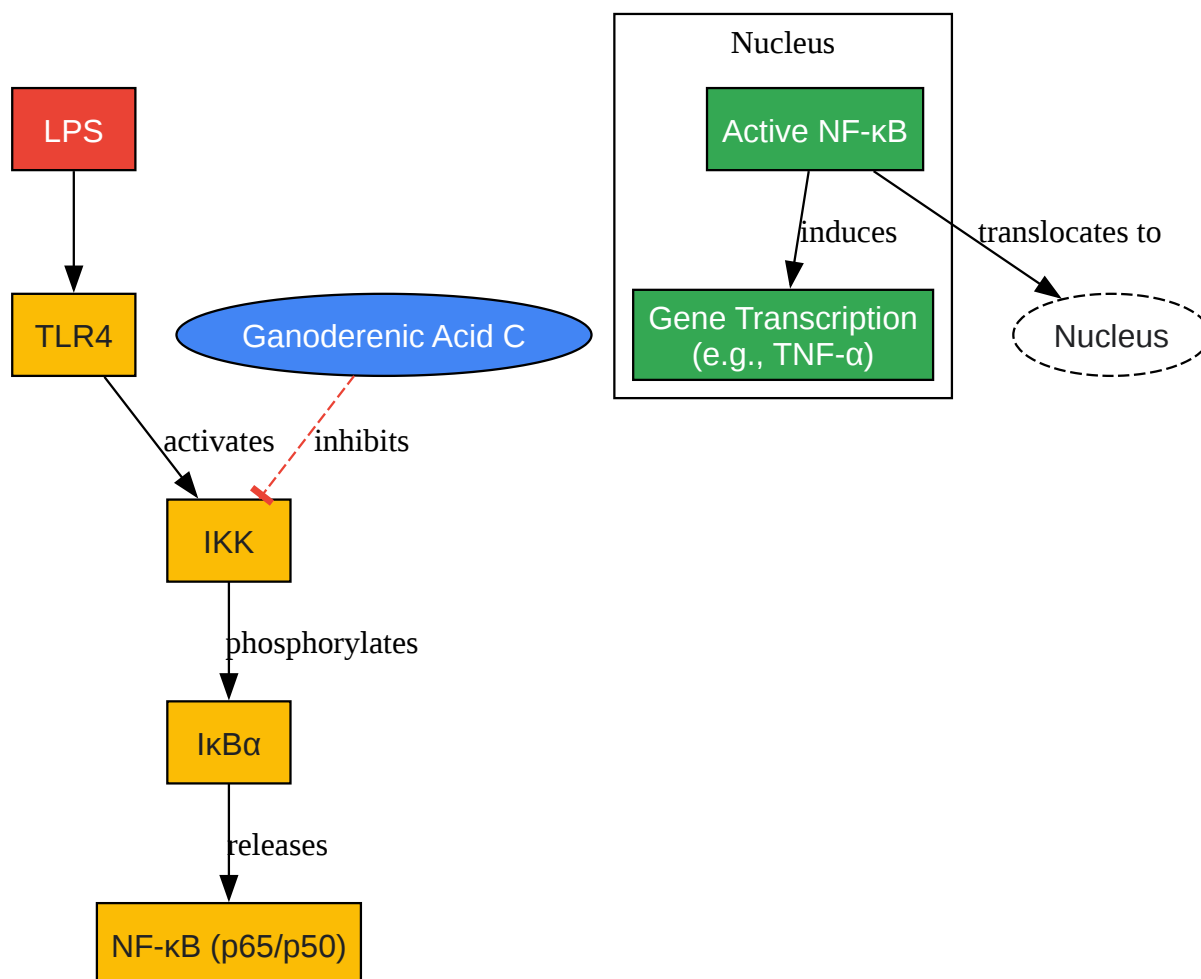 Nucleus
LPS
Active NF-κB
induces
translocates to
TLR4
Ganoderenic Acid C
Gene Transcription
(e.g., TNF-α)
Nucleus
activates
inhibits
IKK
phosphorylates
IκBα
releases
NF-κB (p65/p50)